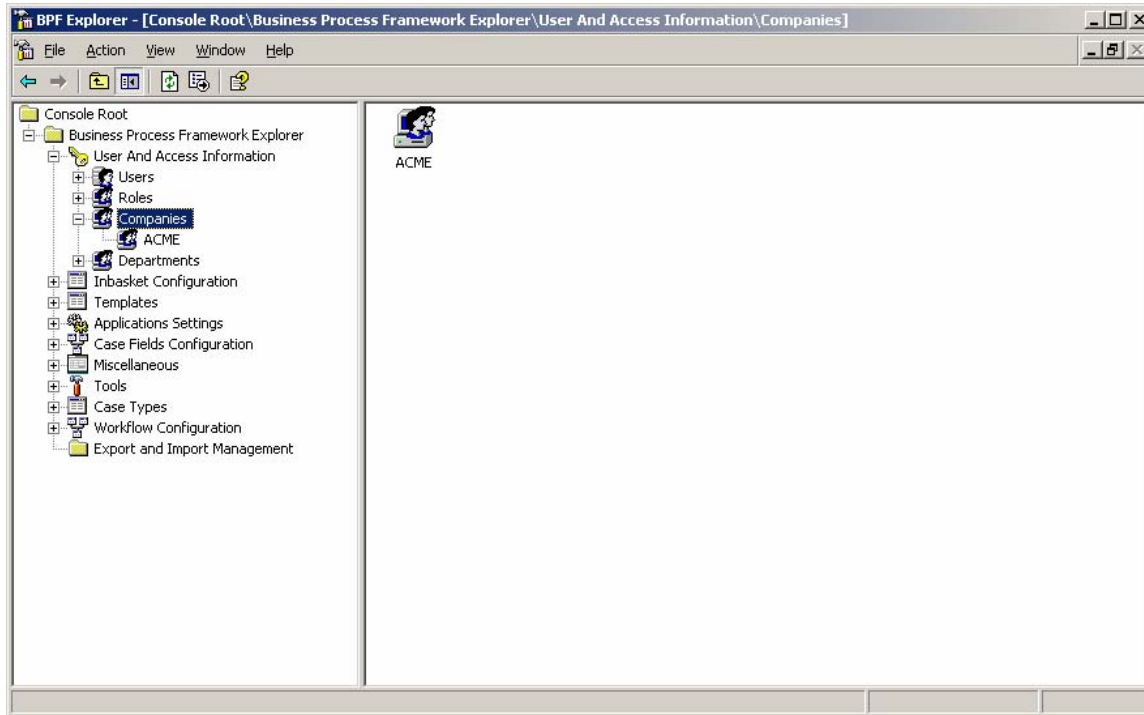 BPF Explorer - [Console Root\Business Process Framework Explorer\User And Access Information\Companies]
File Action View Window Help
Console Root
Business Process Framework Explorer
User And Access Information
Users
Roles
Companies
ACME
Departments
Inbasket Configuration
Templates
Applications Settings
Case Fields Configuration
Miscellaneous
Tools
Case Types
Workflow Configuration
Export and Import Management
ACME